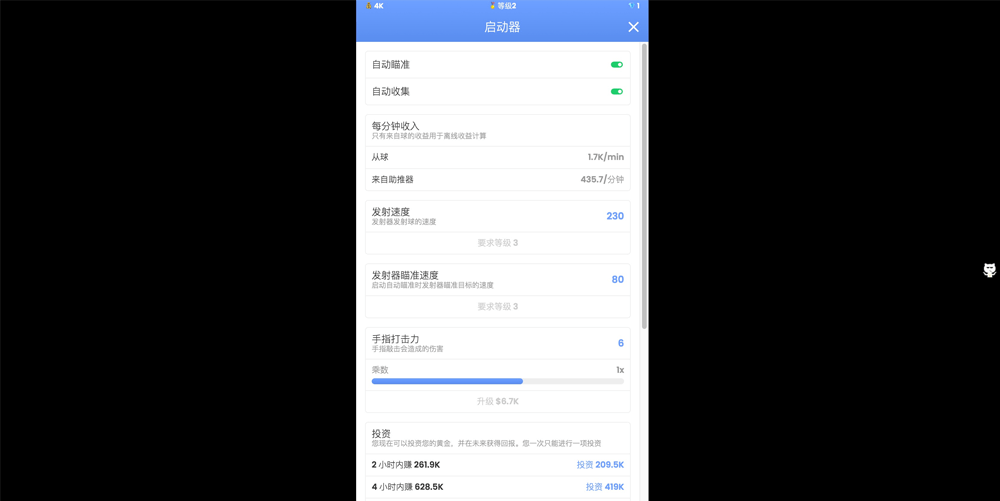 4K
等级2
1
启动器
自动瞄准
自动收集
每分钟收入
只有来自球的收益用于离线收益计算
从球 1.7K/min
来自助推器 435.7/分钟
发射速度 230
发射器发射球的速度
要求等级 3
发射器瞄准速度 80
启动自动瞄准时发射器瞄准目标的速度
要求等级 3
手指打击力 6
手指敲击会造成的伤害
乘数 1x
升级 $6.7K
投资
您现在可以投资您的黄金，并在未来获得回报。您一次只能进行一项投资
2 小时内赚 261.9K 投资 209.5K
4 小时内赚 628.5K 投资 419K